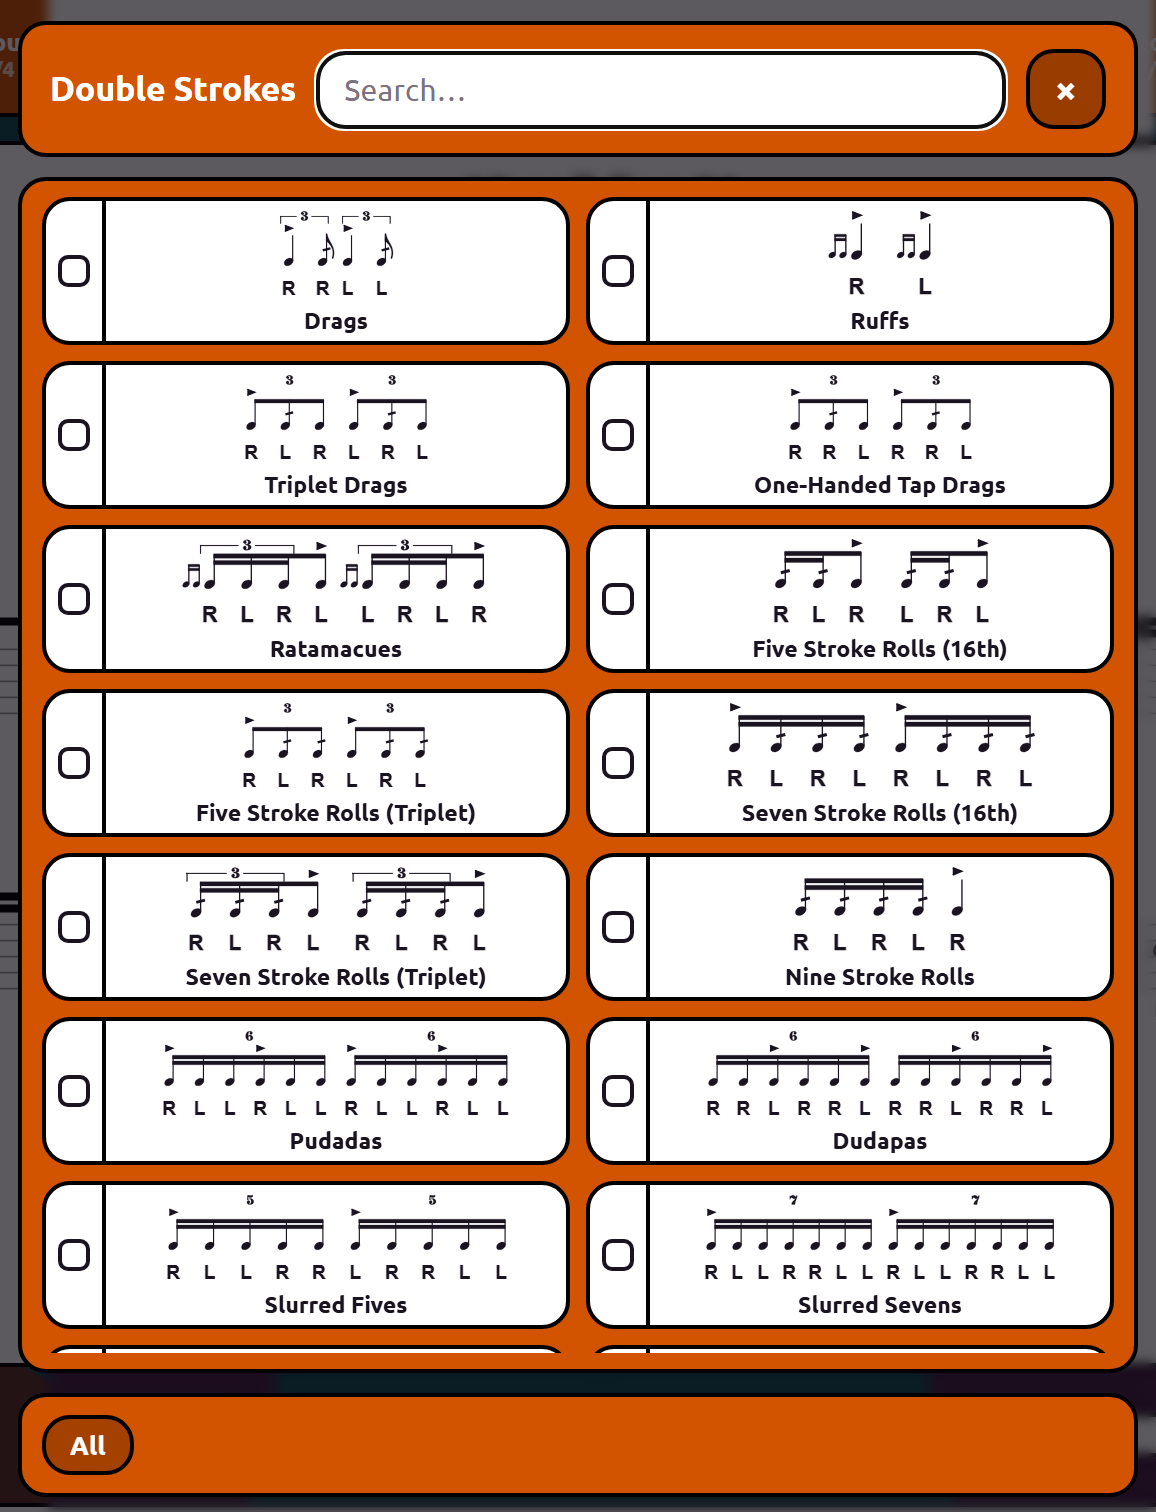 Double Strokes
Search...
3 3
R R L L
Drags
R L
Ruffs
3 3
R L R L R L
Triplet Drags
3 3
R R L R R L
One-Handed Tap Drags
3 3
R L R L L R L R
Ratamacues
R L R L R L
Five Stroke Rolls (16th)
3 3
R L R L R L
Five Stroke Rolls (Triplet)
R L R L R L R L
Seven Stroke Rolls (16th)
3 3
R L R L R L R L
Seven Stroke Rolls (Triplet)
R L R L R
Nine Stroke Rolls
6 6
R L L R L L R L L R L L
Pudadas
6 6
R R L R R L R R L R R L
Dudapas
5 5
R L L R R L R R L L
Slurred Fives
7 7
R L L R R L L R L L R R L L
Slurred Sevens
All